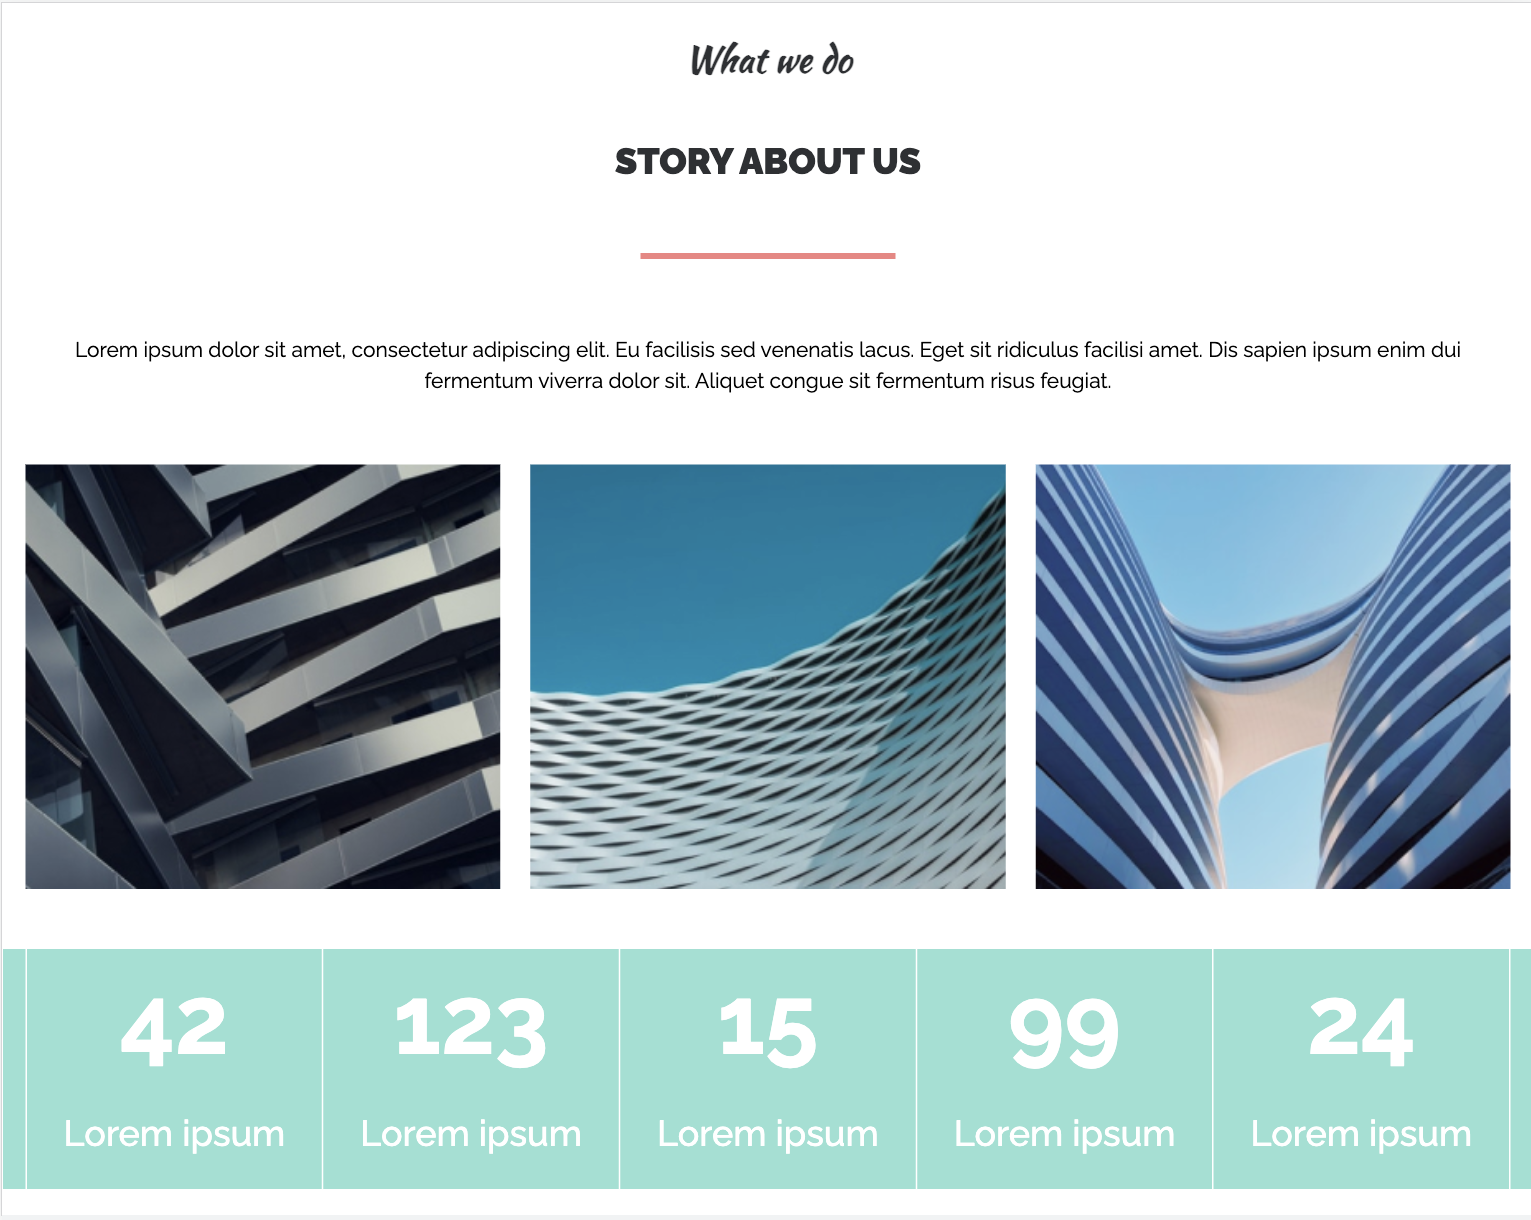 What we do
STORY ABOUT US
Lorem ipsum dolor sit amet, consectetur adipiscing elit. Eu facilisis sed venenatis lacus. Eget sit ridiculus facilisi amet. Dis sapien ipsum enim dui
fermentum viverra dolor sit. Aliquet congue sit fermentum risus feugiat.
42
Lorem ipsum
123
Lorem ipsum
15
Lorem ipsum
99
Lorem ipsum
24
Lorem ipsum